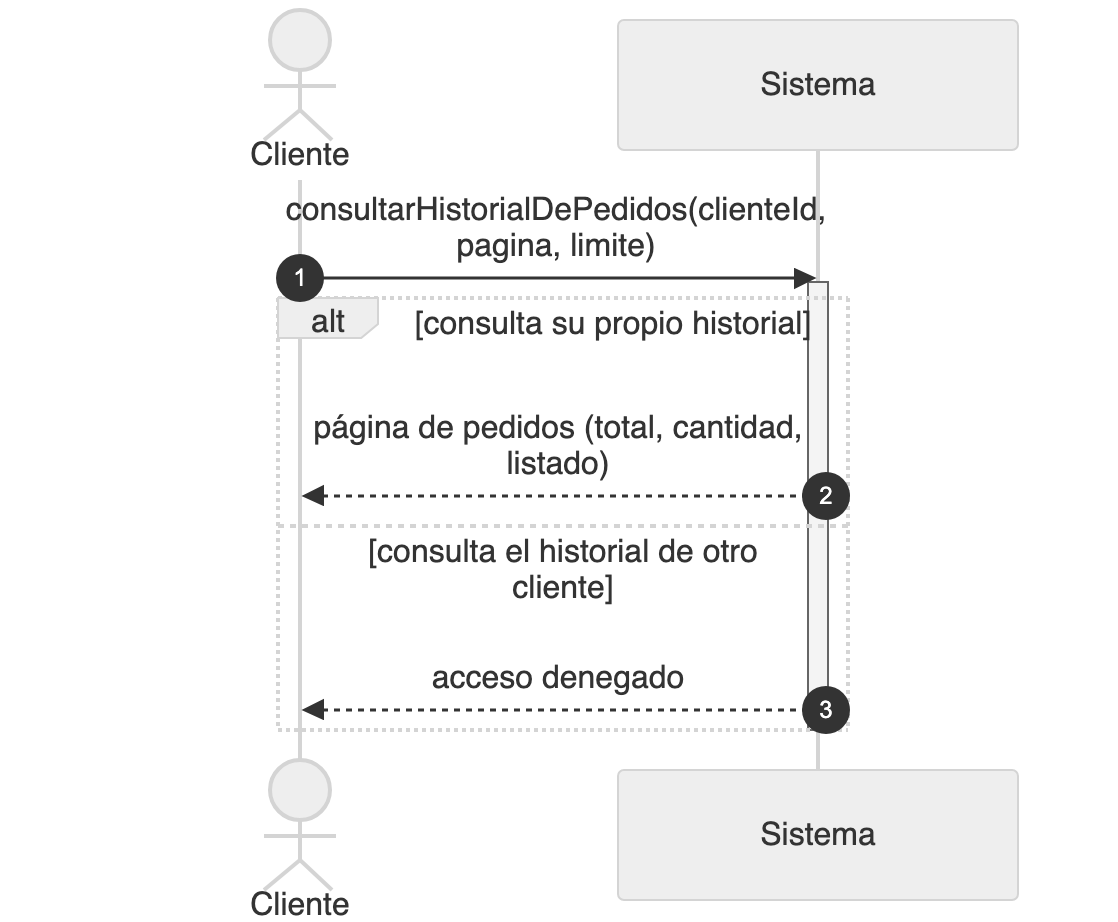 Cliente
Sistema
consultarHistorialDePedidos(clienteId,
pagina, limite)
1
alt
[consulta su propio historial]
página de pedidos (total, cantidad,
listado)
2
[consulta el historial de otro
cliente]
acceso denegado
3
Cliente
Sistema